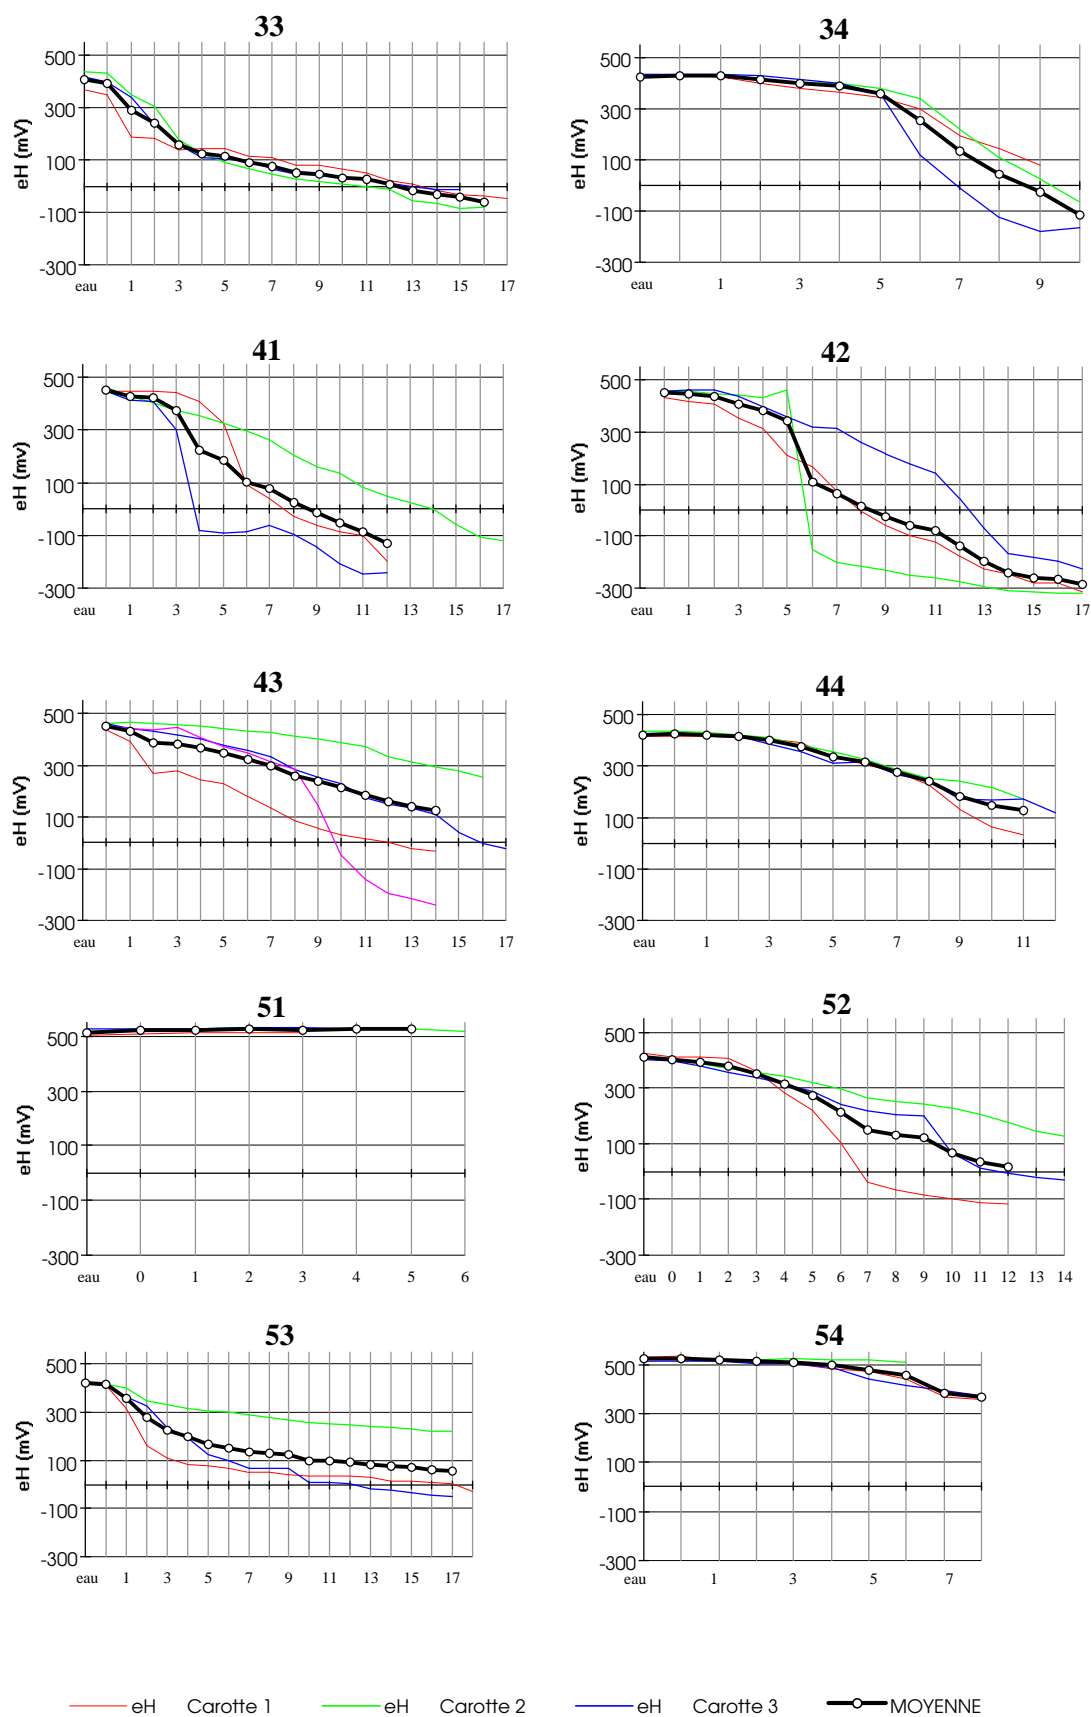 33
eH (mV)
500
300
100
-100
-300
eau 1 3 5 7 9 11 13 15 17
34
eH (mV)
500
300
100
-100
-300
eau 1 3 5 7 9
41
eH (mv)
500
300
100
-100
-300
eau 1 3 5 7 9 11 13 15 17
42
eH (mV)
500
300
100
-100
-300
eau 1 3 5 7 9 11 13 15 17
43
eH (mV)
500
300
100
-100
-300
eau 1 3 5 7 9 11 13 15 17
44
eH (mV)
500
300
100
-100
-300
eau 1 3 5 7 9 11
51
eH (mV)
500
300
100
-100
-300
eau 0 1 2 3 4 5 6
52
eH (mV)
500
300
100
-100
-300
eau 0 1 2 3 4 5 6 7 8 9 10 11 12 13 14
53
eH (mV)
500
300
100
-100
-300
eau 1 3 5 7 9 11 13 15 17
54
eH (mV)
500
300
100
-100
-300
eau 1 3 5 7
eH Carotte 1 eH Carotte 2 eH Carotte 3 MOYENNE